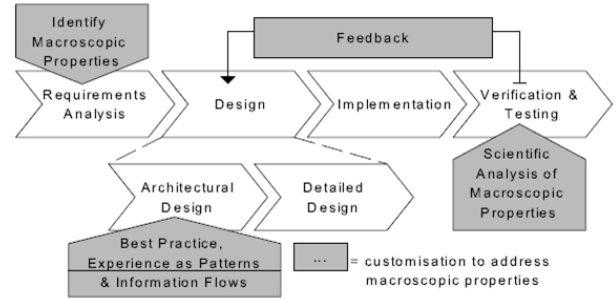 Identify
Macroscopic
Properties
Feedback
Requirements
Analysis
Design
Implementation
Verification &
Testing
Architectural
Design
Detailed
Design
Scientific
Analysis of
Macroscopic
Properties
Best Practice,
Experience as Patterns
& Information Flows
... = customisation to address
macroscopic properties